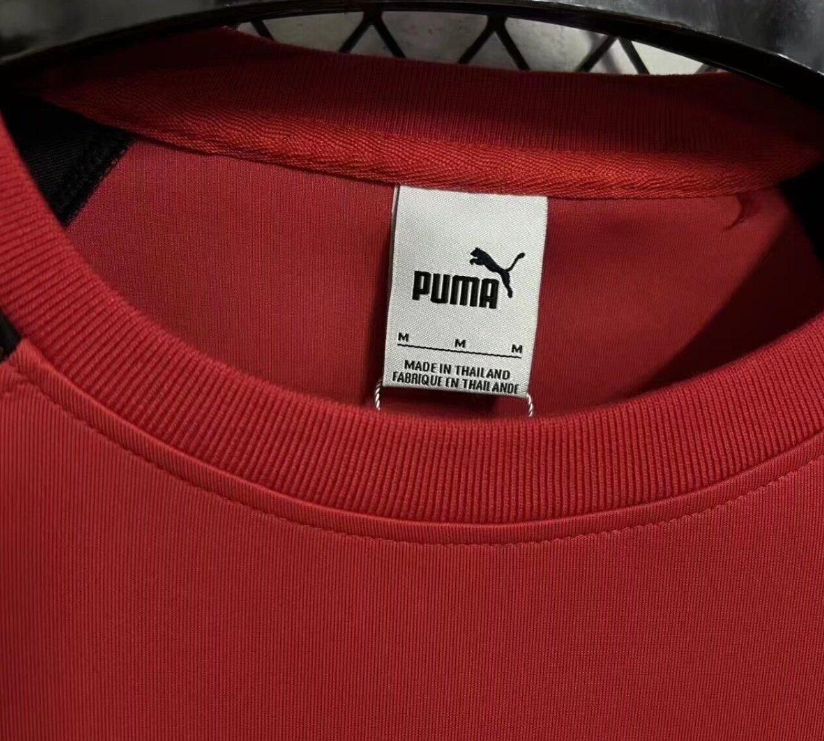 PUMA
M M M
MADE IN THAILAND
FABRIQUE EN THAILANDE